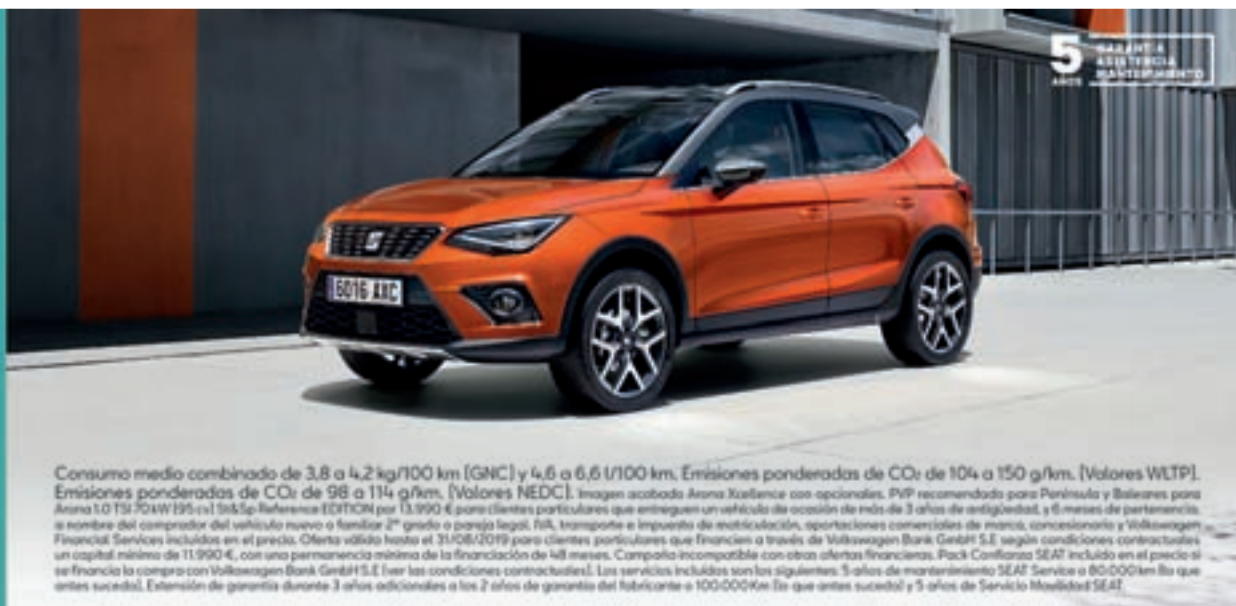 5 AÑOS
GARANTÍA
ASISTENCIA
MANTENIMIENTO
6016 AXC
Consumo medio combinado de 3,8 a 4,2 kg/100 km (GNC) y 4,6 a 6,6 l/100 km. Emisiones ponderadas de CO₂ de 104 a 150 g/km. (Valores WLTP).
Emisiones ponderadas de CO₂ de 98 a 114 g/km. (Valores NEDC). Imagen acabado Arona Xcellence con opcionales. PVP recomendado para Península y Baleares para
Arona 1.0 TSI 70kW (95 cv) St&Sp Reference EDITION por 13.990 € para clientes particulares que entreguen un vehículo de ocasión de más de 3 años de antigüedad, y 6 meses de pertenencia,
a nombre del comprador del vehículo nuevo o familiar 2º grado o pareja legal. IVA, transporte e impuesto de matriculación, aportaciones comerciales de marca, concesionario y Volkswagen
Financial Services incluidos en el precio. Oferta válida hasta el 31/08/2019 para clientes particulares que financien a través de Volkswagen Bank GmbH S.E según condiciones contractuales
un capital mínimo de 11.990 €, con una permanencia mínima de la financiación de 48 meses. Campaña incompatible con otras ofertas financieras. Pack Confianza SEAT incluido en el precio si
se financia la compra con Volkswagen Bank GmbH S.E (ver las condiciones contractuales). Los servicios incluidos son los siguientes: 5 años de mantenimiento SEAT Service o 80.000 km (lo que
antes suceda), Extensión de garantía durante 3 años adicionales a los 2 años de garantía del fabricante o 100.000 Km (lo que antes suceda) y 5 años de Servicio Movilidad SEAT.